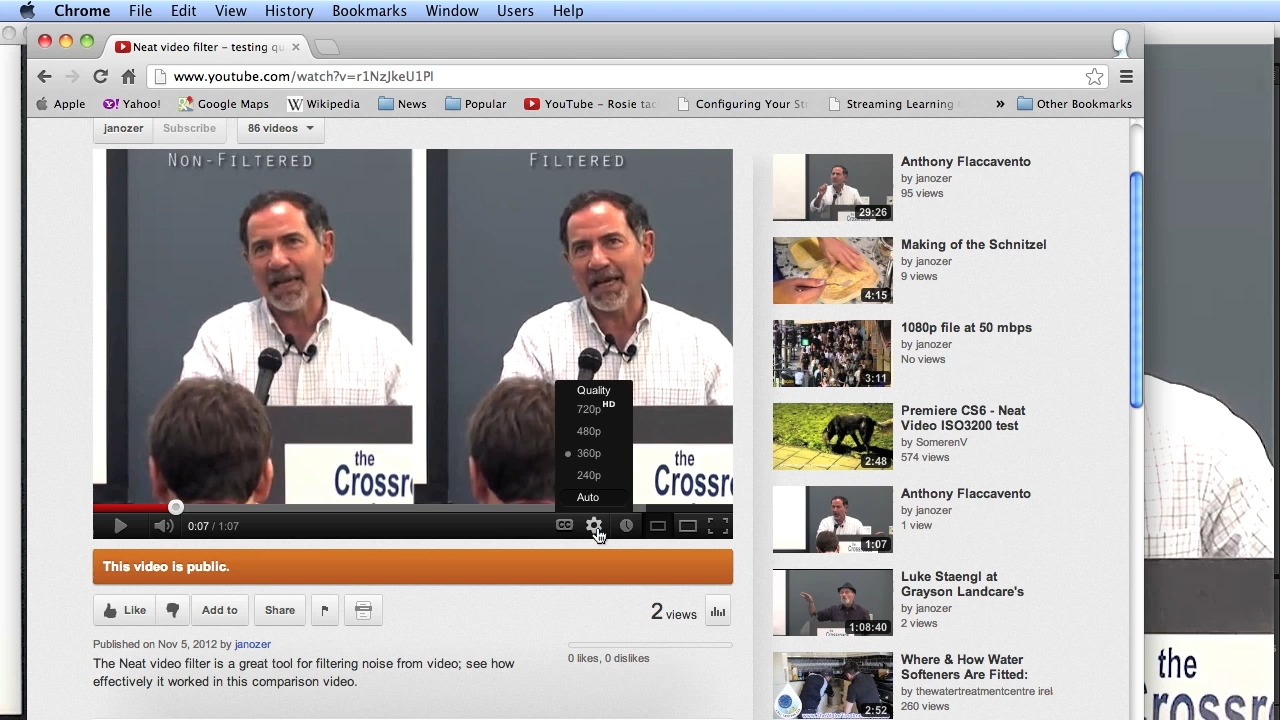 Chrome File Edit View History Bookmarks Window Users Help
Neat video filter – testing qu
www.youtube.com/watch?v=r1NzJkeU1PI
Apple Yahoo! Google Maps Wikipedia News Popular YouTube – Rosie tac Configuring Your St Streaming Learning » Other Bookmarks
janozer Subscribe 86 videos
NON-FILTERED FILTERED
the
Crossr
the
Crossr
Quality
720p HD
480p
360p
240p
Auto
0:07 / 1:07
CC
This video is public.
Like Add to Share
2 views
Published on Nov 5, 2012 by janozer
The Neat video filter is a great tool for filtering noise from video; see how
effectively it worked in this comparison video.
0 likes, 0 dislikes
Anthony Flaccavento
by janozer
95 views
29:26
Making of the Schnitzel
by janozer
9 views
4:15
1080p file at 50 mbps
by janozer
No views
3:11
Premiere CS6 - Neat
Video ISO3200 test
by SomerenV
574 views
2:48
Anthony Flaccavento
by janozer
1 view
1:07
Luke Staengl at
Grayson Landcare's
by janozer
2 views
1:08:40
Where & How Water
Softeners Are Fitted:
by thewatertreatmentcentre irel
260 views
2:52
the
rossr